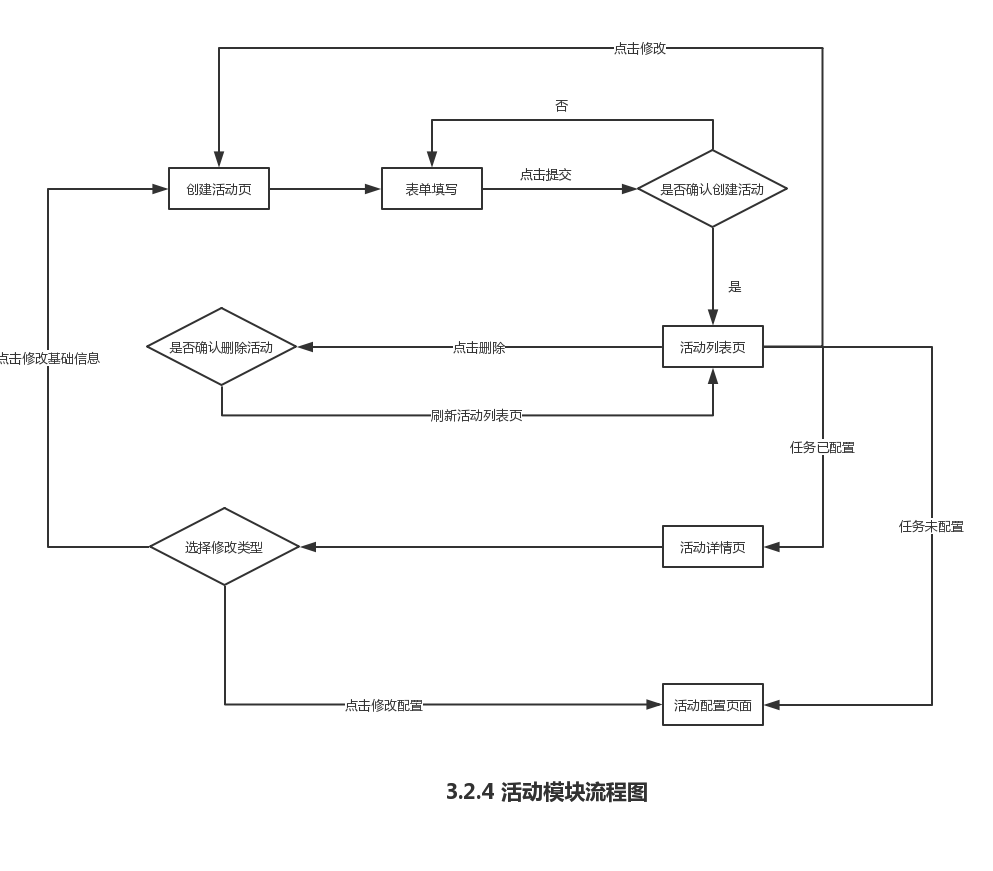 点击修改
否
创建活动页
表单填写
点击提交
是否确认创建活动
是
是否确认删除活动
点击删除
活动列表页
点击修改基础信息
刷新活动列表页
任务已配置
任务未配置
选择修改类型
活动详情页
点击修改配置
活动配置页面
3.2.4 活动模块流程图